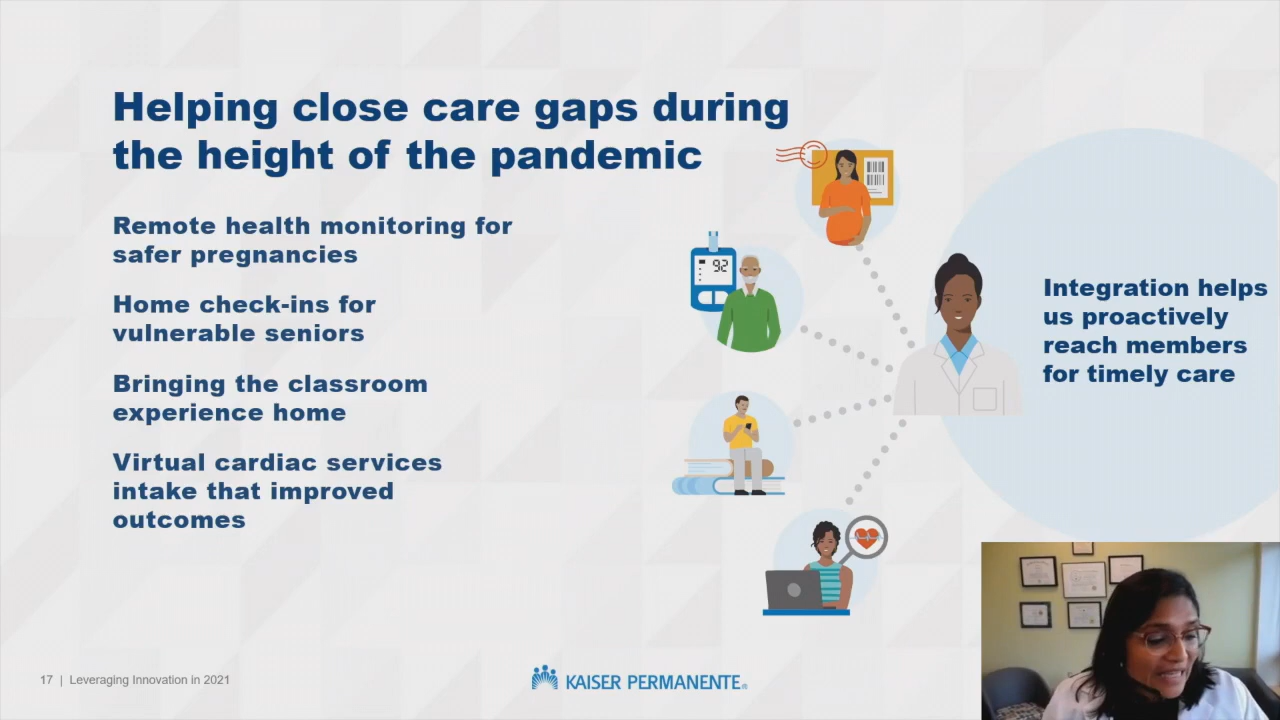 Helping close care gaps during
the height of the pandemic
Remote health monitoring for
safer pregnancies
Home check-ins for
vulnerable seniors
Bringing the classroom
experience home
Virtual cardiac services
intake that improved
outcomes
92
Integration helps
us proactively
reach members
for timely care
17 | Leveraging Innovation in 2021
KAISER PERMANENTE®